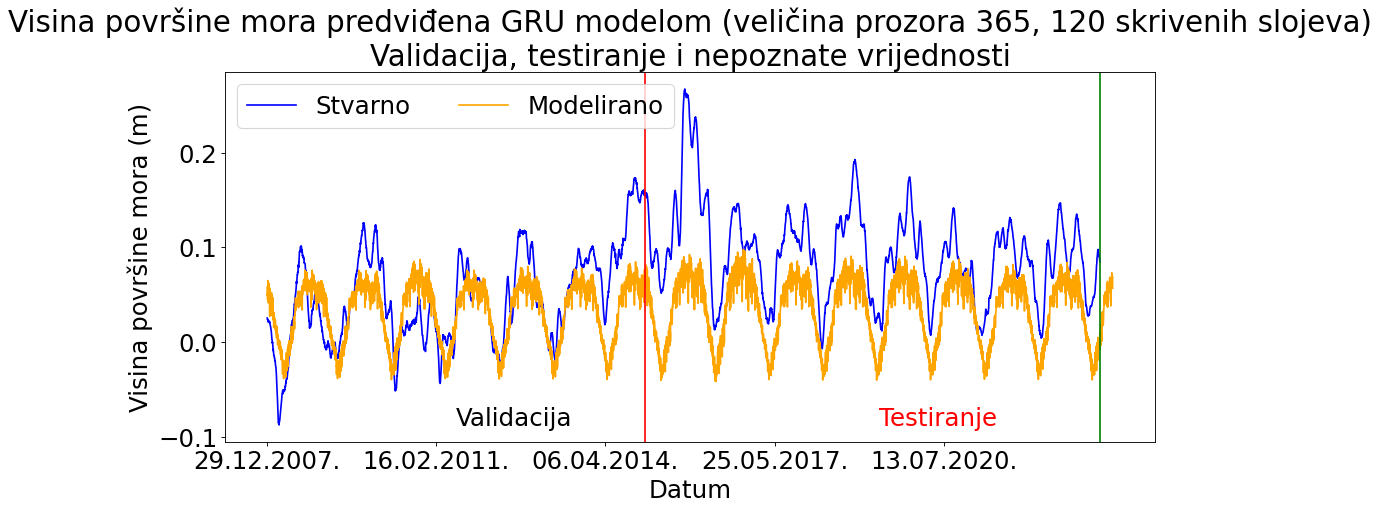 Visina površine mora predviđena GRU modelom (veličina prozora 365, 120 skrivenih slojeva)
Validacija, testiranje i nepoznate vrijednosti
Stvarno
Modelirano
Visina površine mora (m)
0.2
0.1
0.0
−0.1
Validacija
Testiranje
29.12.2007.
16.02.2011.
06.04.2014.
25.05.2017.
13.07.2020.
Datum